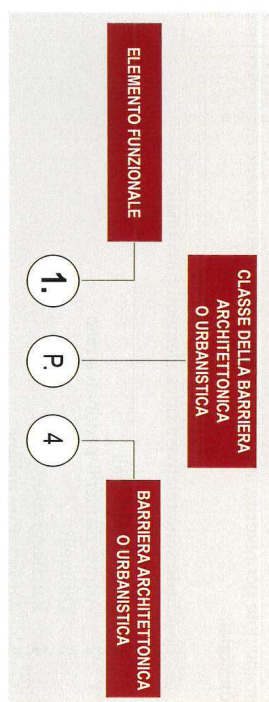 ELEMENTO FUNZIONALE
CLASSE DELLA BARRIERA
ARCHITETTONICA
O URBANISTICA
1.
P.
4
BARRIERA ARCHITETTONICA
O URBANISTICA